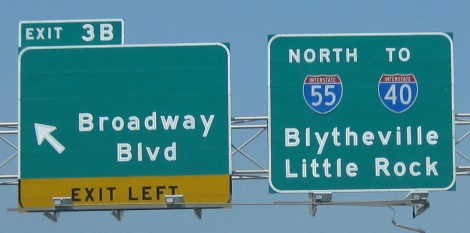 EXIT 3B
Broadway
Blvd
EXIT LEFT
NORTH TO
INTERSTATE INTERSTATE
55 40
Blytheville
Little Rock